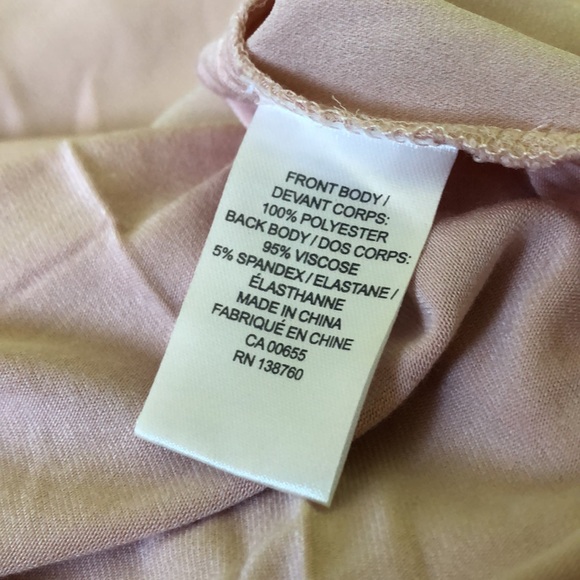 FRONT BODY /
DEVANT CORPS:
100% POLYESTER
BACK BODY / DOS CORPS:
95% VISCOSE
5% SPANDEX / ELASTANE /
ÉLASTHANNE
MADE IN CHINA
FABRIQUÉ EN CHINE
CA 00655
RN 138760